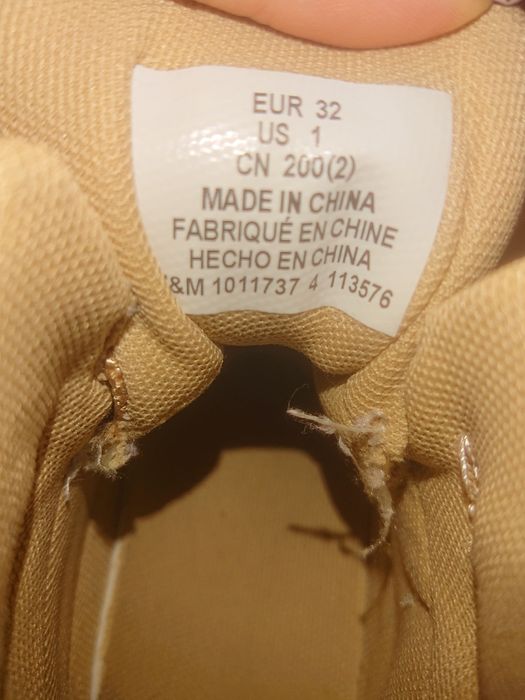 EUR 32
US 1
CN 200(2)
MADE IN CHINA
FABRIQUÉ EN CHINE
HECHO EN CHINA
&M 1011737 4 113576